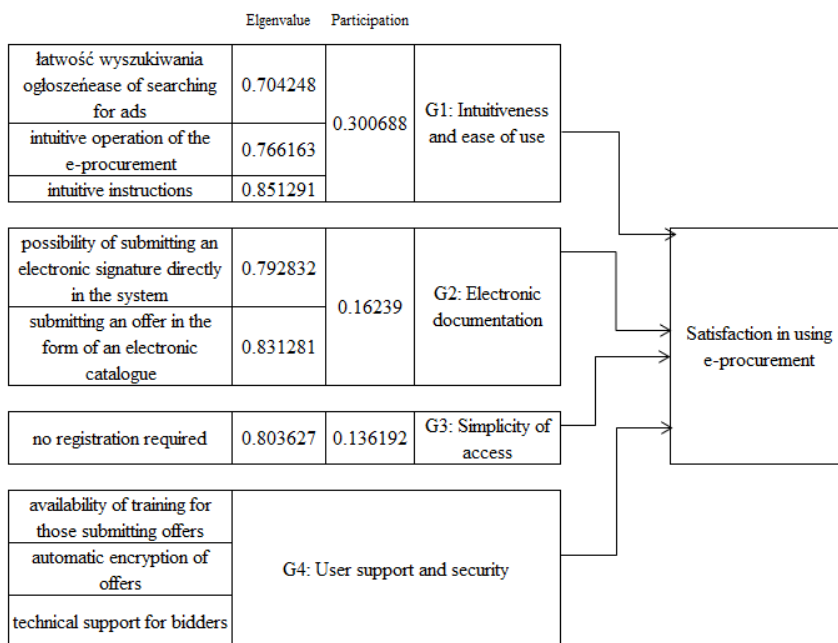 Elgenvalue Participation
łatwość wyszukiwania
ogłoszeńease of searching
for ads
0.704248
intuitive operation of the
e-procurement
0.766163
intuitive instructions
0.851291
0.300688
G1: Intuitiveness
and ease of use
possibility of submitting an
electronic signature directly
in the system
0.792832
submitting an offer in the
form of an electronic
catalogue
0.831281
0.16239
G2: Electronic
documentation
no registration required
0.803627
0.136192
G3: Simplicity of
access
availability of training for
those submitting offers
automatic encryption of
offers
technical support for bidders
G4: User support and security
Satisfaction in using
e-procurement